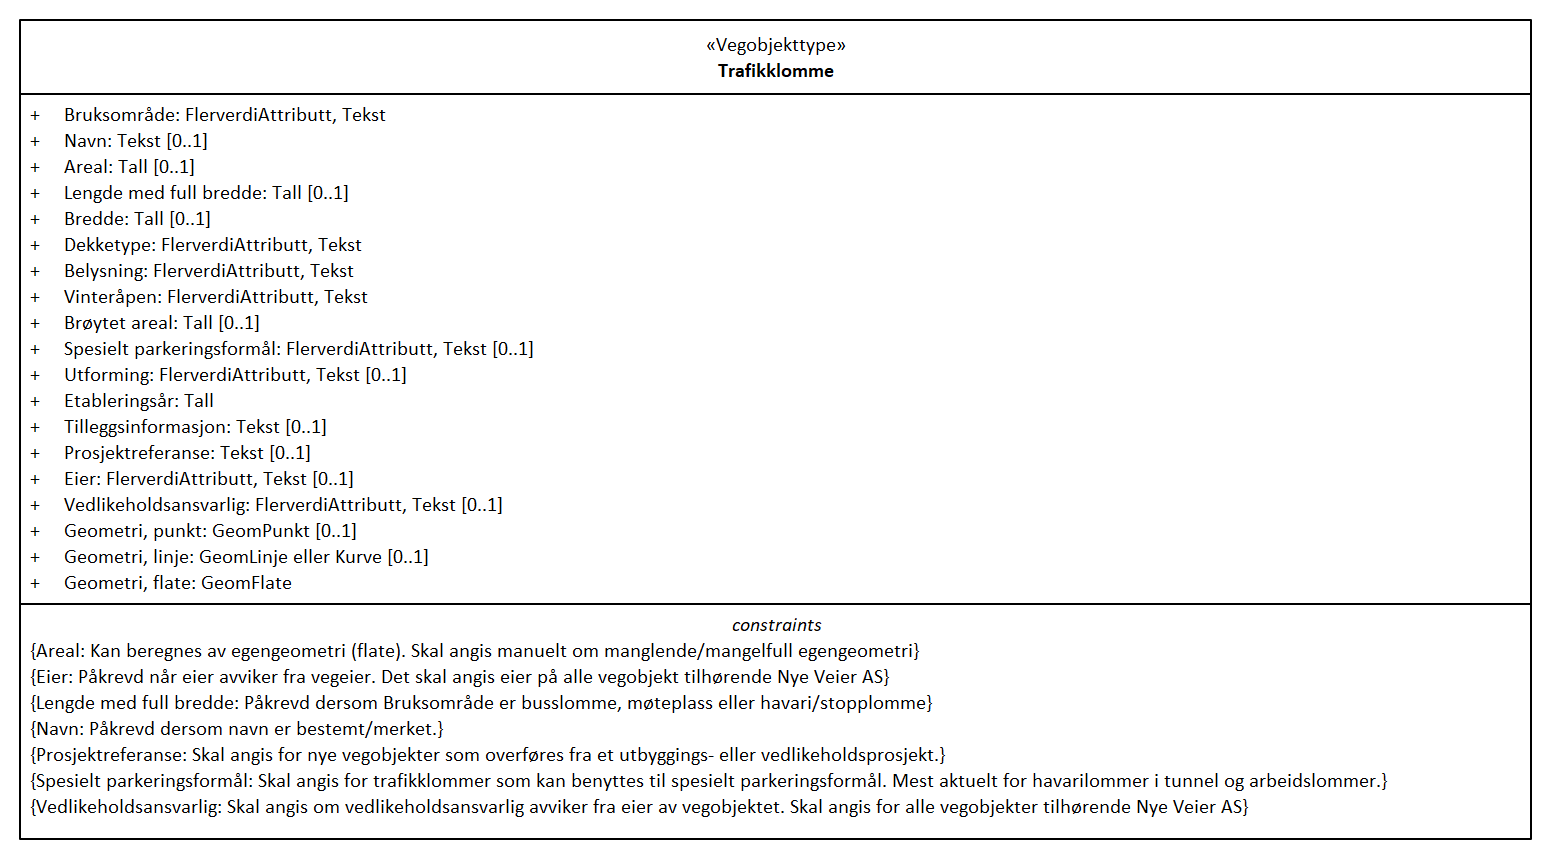 «Vegobjekttype»
Trafikklomme
+ Bruksområde: FlerverdiAttributt, Tekst
+ Navn: Tekst [0..1]
+ Areal: Tall [0..1]
+ Lengde med full bredde: Tall [0..1]
+ Bredde: Tall [0..1]
+ Dekketype: FlerverdiAttributt, Tekst
+ Belysning: FlerverdiAttributt, Tekst
+ Vinteråpen: FlerverdiAttributt, Tekst
+ Brøytet areal: Tall [0..1]
+ Spesielt parkeringsformål: FlerverdiAttributt, Tekst [0..1]
+ Utforming: FlerverdiAttributt, Tekst [0..1]
+ Etableringsår: Tall
+ Tilleggsinformasjon: Tekst [0..1]
+ Prosjektreferanse: Tekst [0..1]
+ Eier: FlerverdiAttributt, Tekst [0..1]
+ Vedlikeholdsansvarlig: FlerverdiAttributt, Tekst [0..1]
+ Geometri, punkt: GeomPunkt [0..1]
+ Geometri, linje: GeomLinje eller Kurve [0..1]
+ Geometri, flate: GeomFlate
constraints
{Areal: Kan beregnes av egengeometri (flate). Skal angis manuelt om manglende/mangelfull egengeometri}
{Eier: Påkrevd når eier avviker fra vegeier. Det skal angis eier på alle vegobjekt tilhørende Nye Veier AS}
{Lengde med full bredde: Påkrevd dersom Bruksområde er busslomme, møteplass eller havari/stopplomme}
{Navn: Påkrevd dersom navn er bestemt/merket.}
{Prosjektreferanse: Skal angis for nye vegobjekter som overføres fra et utbyggings- eller vedlikeholdsprosjekt.}
{Spesielt parkeringsformål: Skal angis for trafikklommer som kan benyttes til spesielt parkeringsformål. Mest aktuelt for havarilommer i tunnel og arbeidslommer.}
{Vedlikeholdsansvarlig: Skal angis om vedlikeholdsansvarlig avviker fra eier av vegobjektet. Skal angis for alle vegobjekter tilhørende Nye Veier AS}